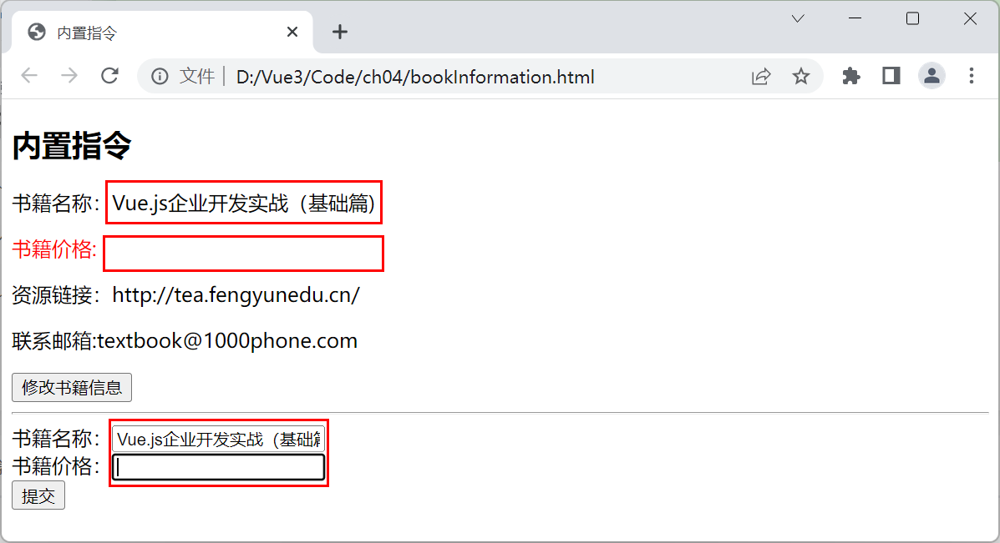 内置指令
文件 D:/Vue3/Code/ch04/bookInformation.html
内置指令
书籍名称：Vue.js企业开发实战（基础篇)
书籍价格:
资源链接：http://tea.fengyunedu.cn/
联系邮箱:textbook@1000phone.com
修改书籍信息
书籍名称：Vue.js企业开发实战（基础篇
书籍价格：
提交